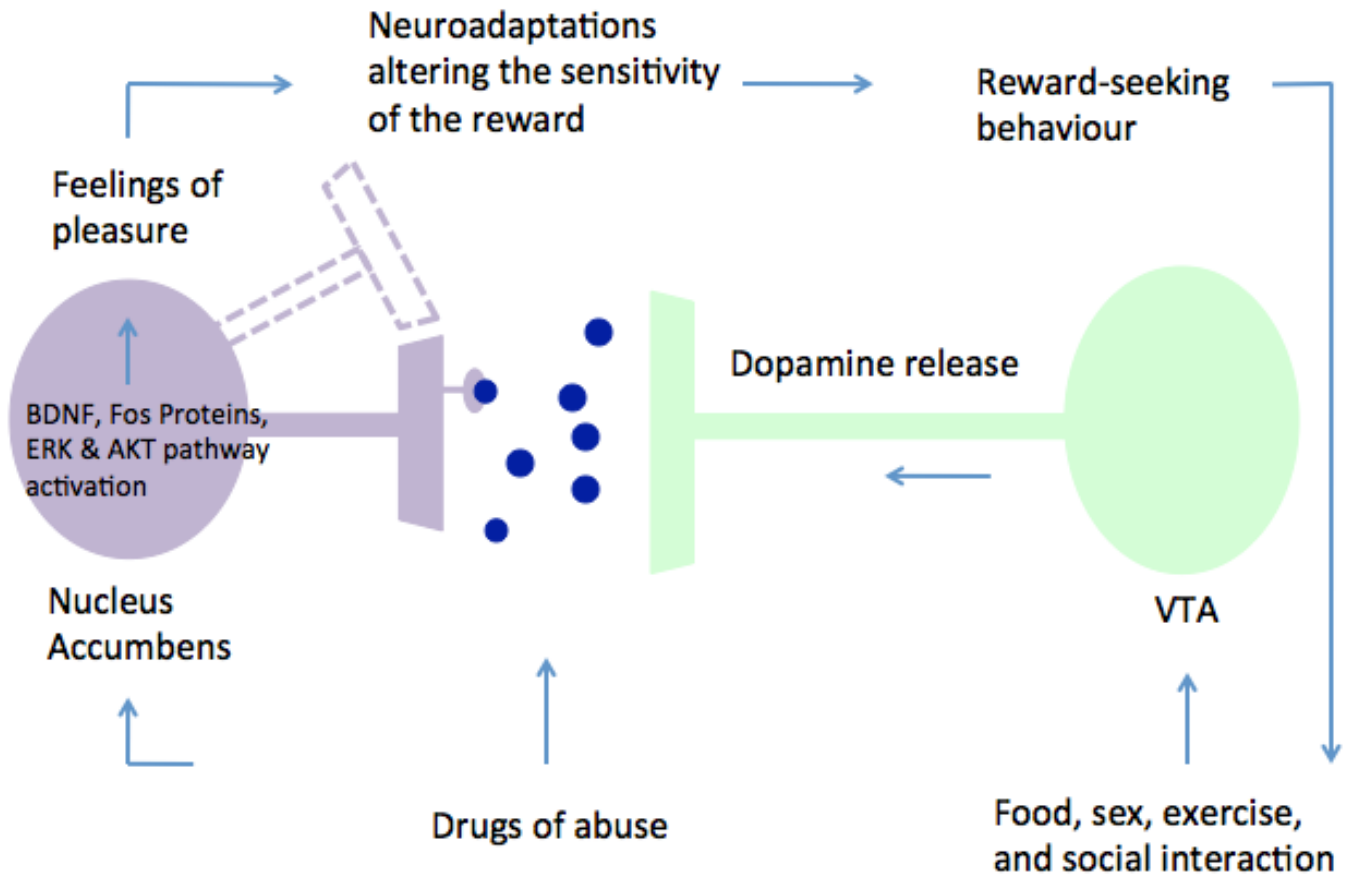 Neuroadaptations
altering the sensitivity
of the reward
Reward-seeking
behaviour
Feelings of
pleasure
Dopamine release
BDNF, Fos Proteins,
ERK & AKT pathway
activation
Nucleus
Accumbens
VTA
Drugs of abuse
Food, sex, exercise,
and social interaction